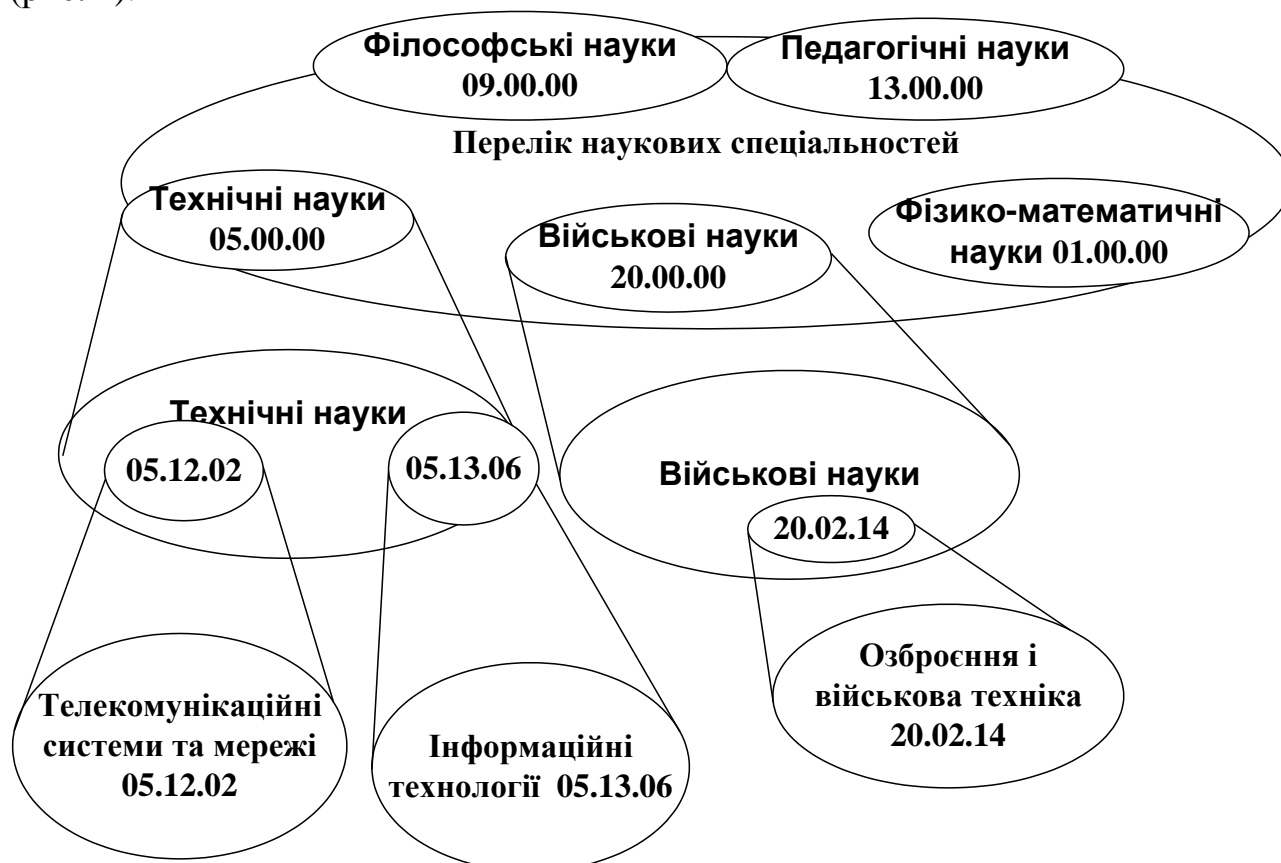 Філософські науки
09.00.00
Педагогічні науки
13.00.00
Перелік наукових спеціальностей
Технічні науки
05.00.00
Військові науки
20.00.00
Фізико-математичні
науки 01.00.00
Технічні науки
05.12.02
05.13.06
Військові науки
20.02.14
Телекомунікаційні
системи та мережі
05.12.02
Інформаційні
технології 05.13.06
Озброєння і
військова техніка
20.02.14